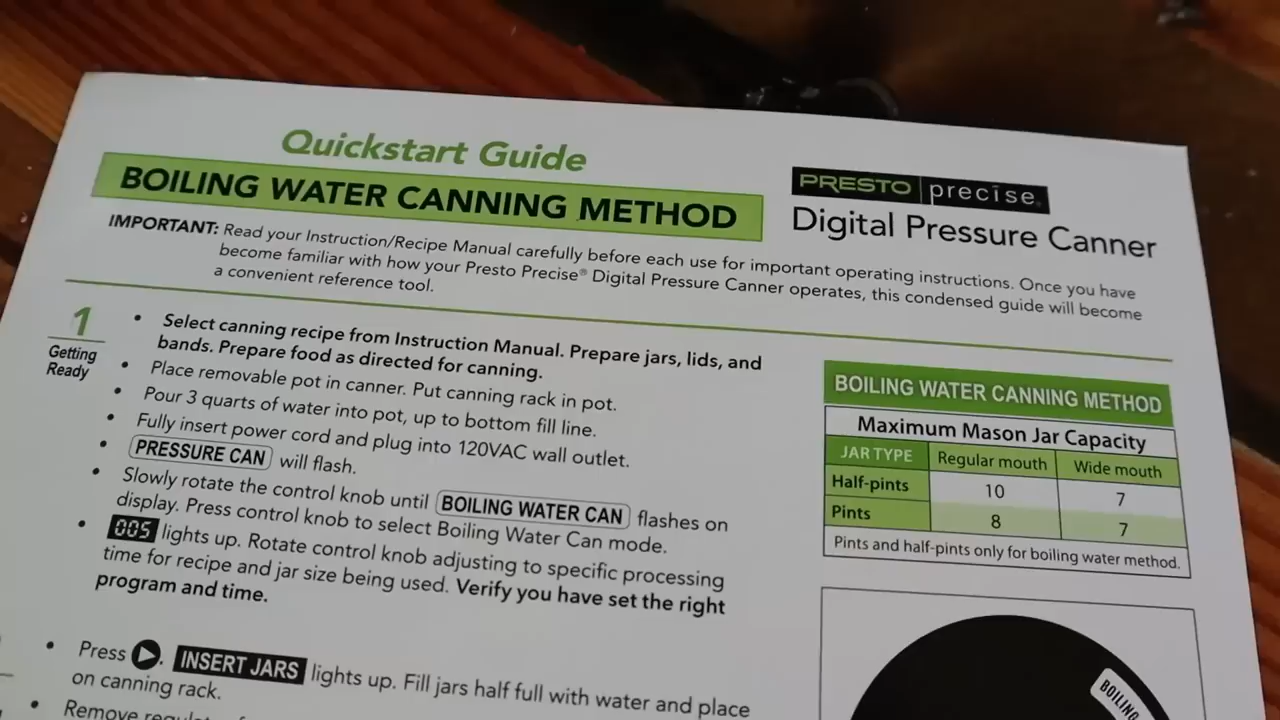 Quickstart Guide
BOILING WATER CANNING METHOD
PRESTO precise®
Digital Pressure Canner
IMPORTANT: Read your Instruction/Recipe Manual carefully before each use for important operating instructions. Once you have
become familiar with how your Presto Precise® Digital Pressure Canner operates, this condensed guide will become
a convenient reference tool.
1
Getting
Ready
• Select canning recipe from Instruction Manual. Prepare jars, lids, and
bands. Prepare food as directed for canning.
• Place removable pot in canner. Put canning rack in pot.
• Pour 3 quarts of water into pot, up to bottom fill line.
• Fully insert power cord and plug into 120VAC wall outlet.
• PRESSURE CAN will flash.
• Slowly rotate the control knob until BOILING WATER CAN flashes on
display. Press control knob to select Boiling Water Can mode.
• 005 lights up. Rotate control knob adjusting to specific processing
time for recipe and jar size being used. Verify you have set the right
program and time.
• Press ▶. INSERT JARS lights up. Fill jars half full with water and place
on canning rack.
• Remove
BOILING WATER CANNING METHOD
Maximum Mason Jar Capacity
JAR TYPE Regular mouth Wide mouth
Half-pints 10 7
Pints 8 7
Pints and half-pints only for boiling water method.
BOILING